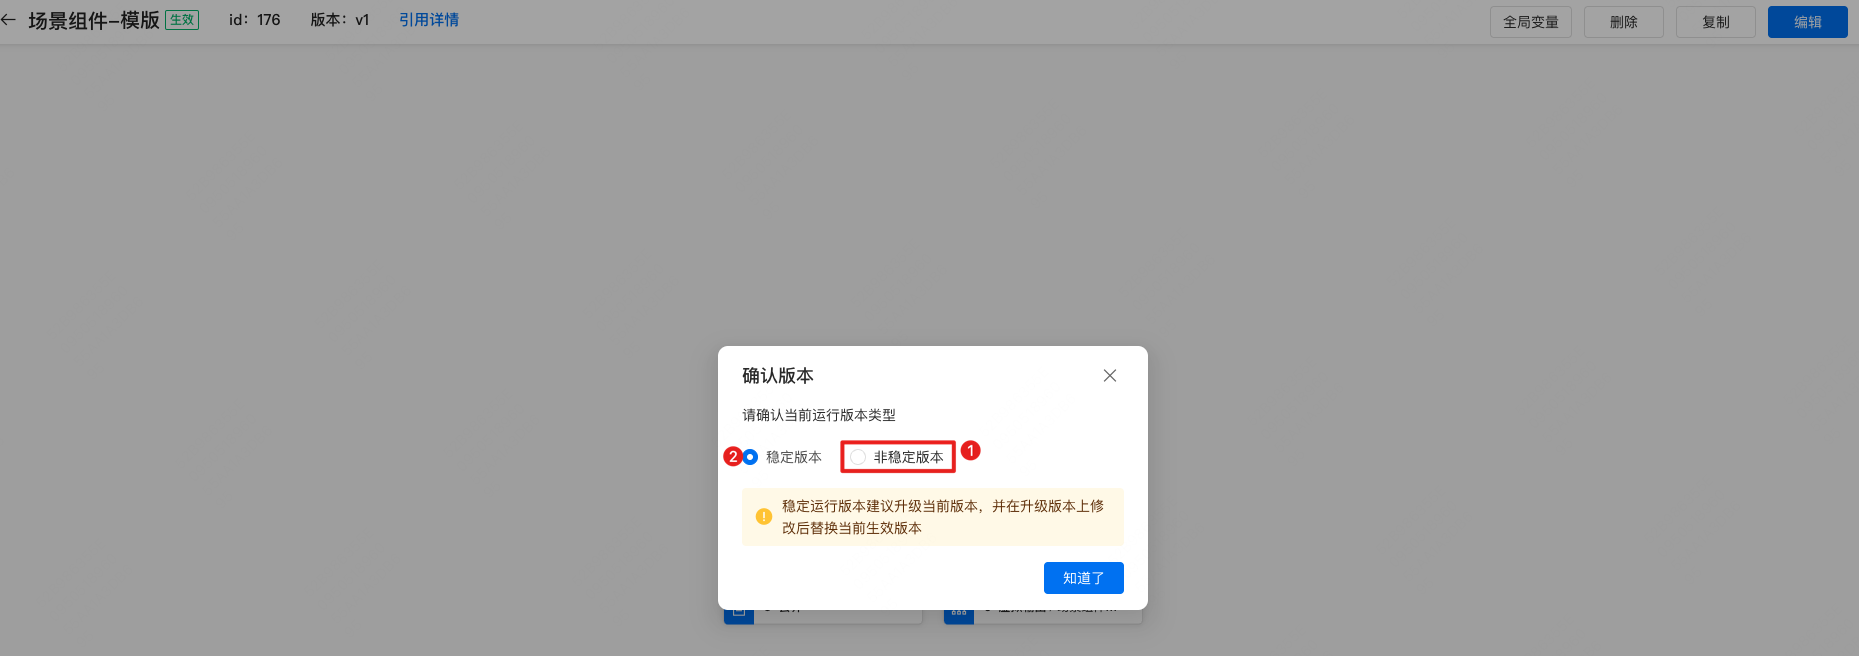 场景组件-模版 生效 id：176 版本：v1 引用详情 全局变量 删除 复制 编辑
确认版本
请确认当前运行版本类型
2 稳定版本 非稳定版本 1
稳定运行版本建议升级当前版本，并在升级版本上修
改后替换当前生效版本
知道了